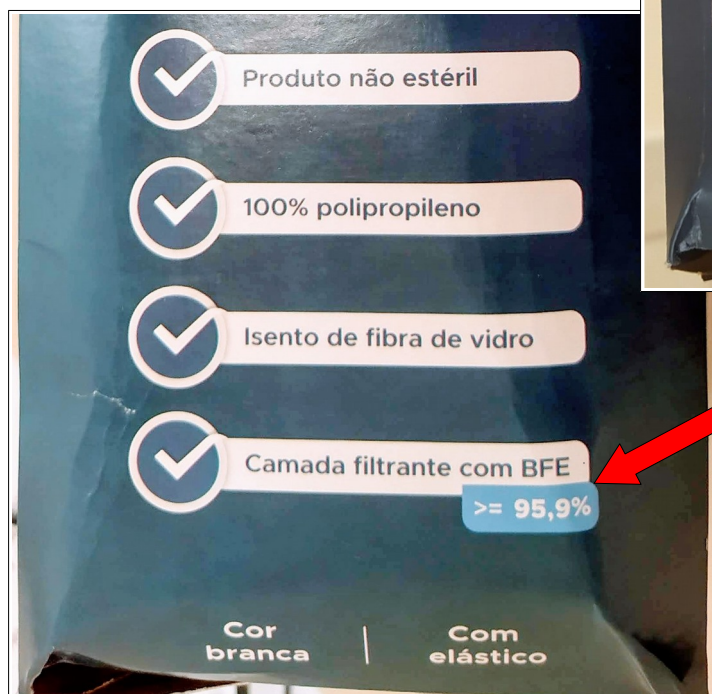 Produto não estéril
100% polipropileno
Isento de fibra de vidro
Camada filtrante com BFE
>= 95,9%
Cor
branca
Com
elástico